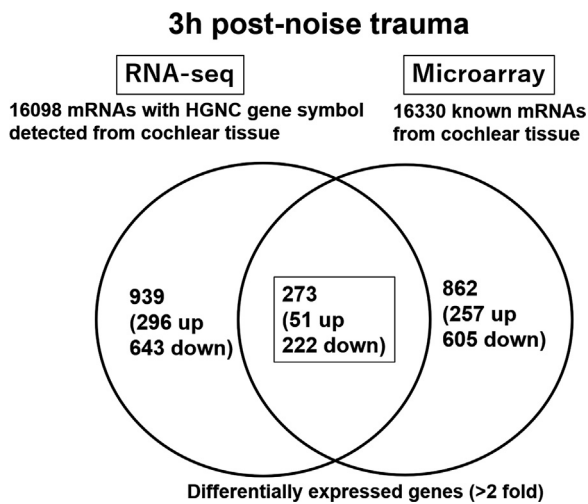 3h post-noise trauma
RNA-seq
16098 mRNAs with HGNC gene symbol
detected from cochlear tissue
Microarray
16330 known mRNAs
from cochlear tissue
939
(296 up
643 down)
273
(51 up
222 down)
862
(257 up
605 down)
Differentially expressed genes (>2 fold)